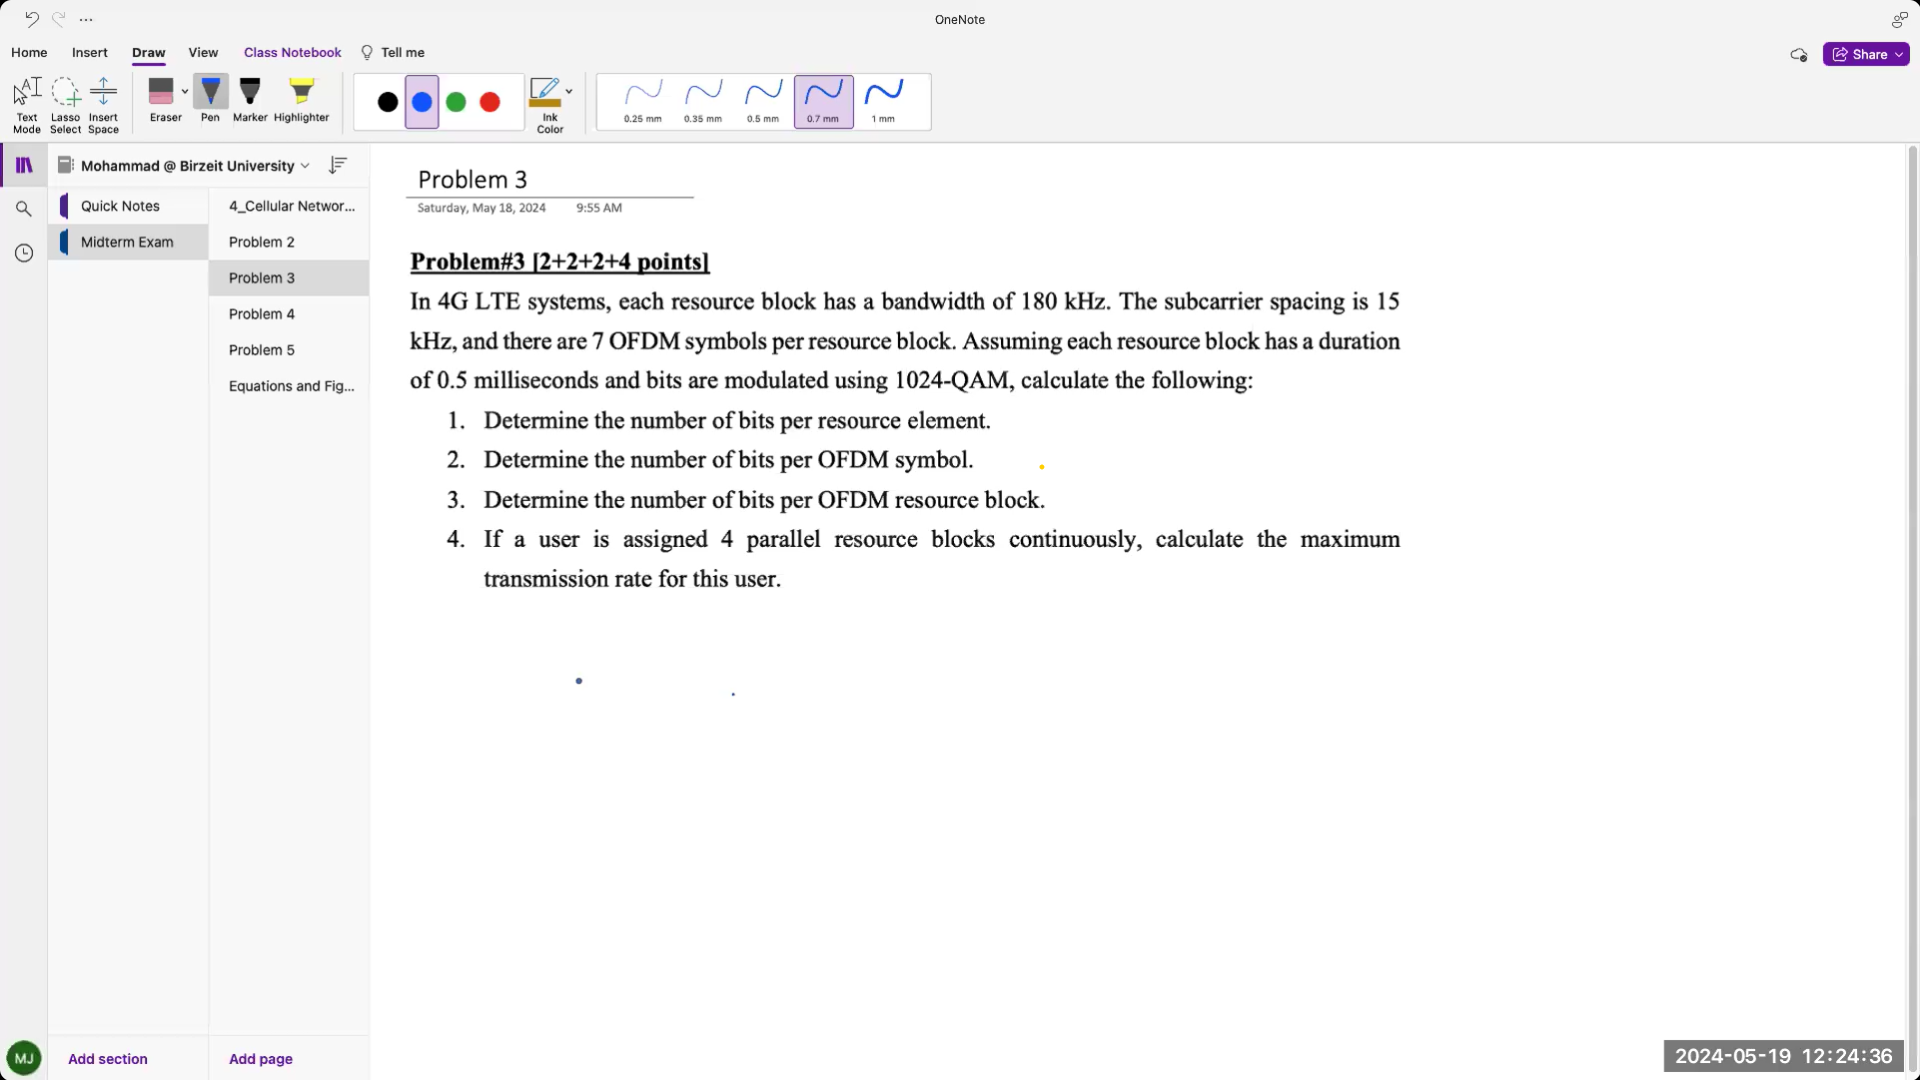 OneNote
Home Insert Draw View Class Notebook Tell me
Share
Text Mode
Lasso Select
Insert Space
Eraser
Pen
Marker
Highlighter
Ink Color
0.25 mm
0.35 mm
0.5 mm
0.7 mm
1 mm
Mohammad @ Birzeit University
Quick Notes
Midterm Exam
4_Cellular Networ...
Problem 2
Problem 3
Problem 4
Problem 5
Equations and Fig...
Problem 3
Saturday, May 18, 2024 9:55 AM
Problem#3 [2+2+2+4 points]
In 4G LTE systems, each resource block has a bandwidth of 180 kHz. The subcarrier spacing is 15
kHz, and there are 7 OFDM symbols per resource block. Assuming each resource block has a duration
of 0.5 milliseconds and bits are modulated using 1024-QAM, calculate the following:
1. Determine the number of bits per resource element.
2. Determine the number of bits per OFDM symbol.
3. Determine the number of bits per OFDM resource block.
4. If a user is assigned 4 parallel resource blocks continuously, calculate the maximum
transmission rate for this user.
MJ
Add section
Add page
2024-05-19 12:24:36